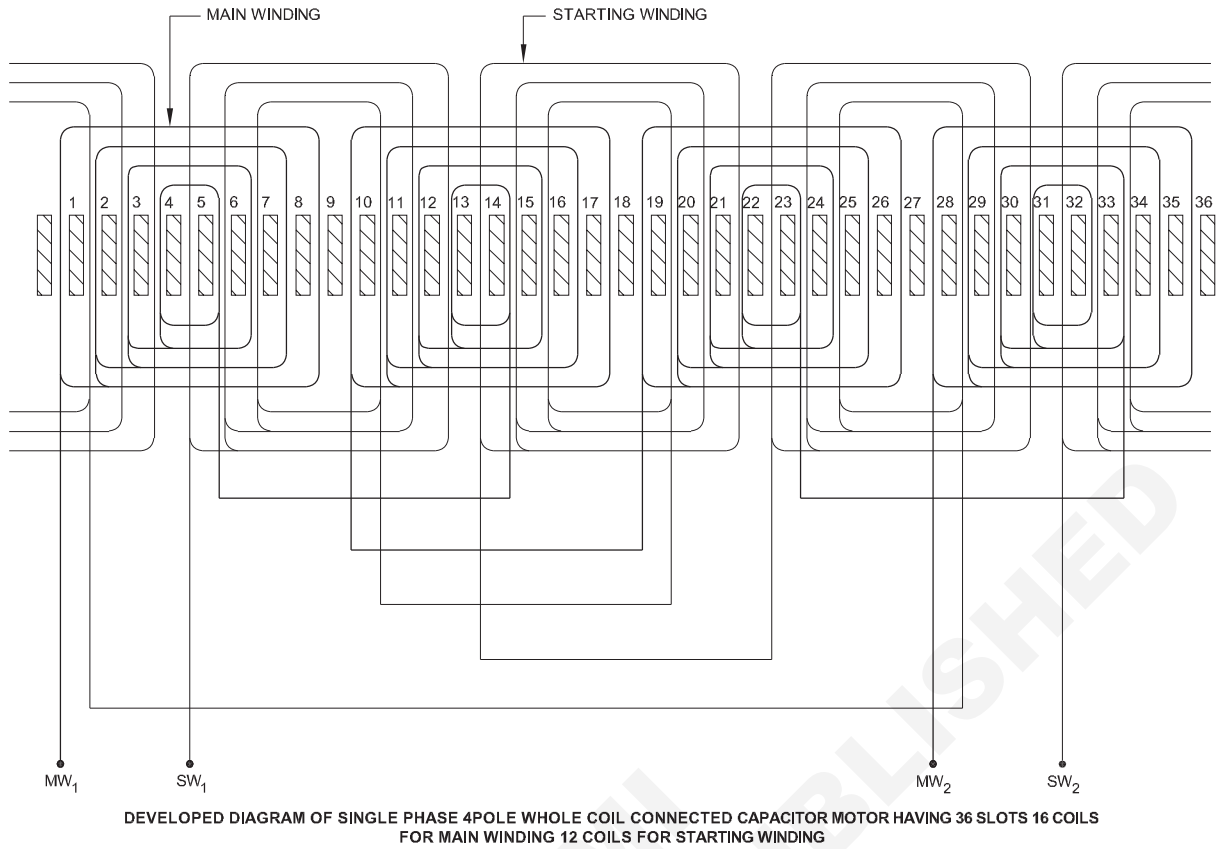 MAIN WINDING STARTING WINDING
1 2 3 4 5 6 7 8 9 10 11 12 13 14 15 16 17 18 19 20 21 22 23 24 25 26 27 28 29 30 31 32 33 34 35 36
MW1 SW1 MW2 SW2
DEVELOPED DIAGRAM OF SINGLE PHASE 4POLE WHOLE COIL CONNECTED CAPACITOR MOTOR HAVING 36 SLOTS 16 COILS
FOR MAIN WINDING 12 COILS FOR STARTING WINDING